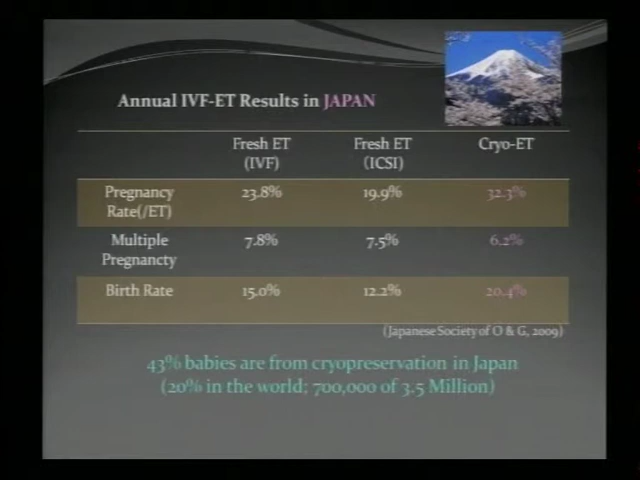 Annual IVF-ET Results in JAPAN
Fresh ET (IVF) Fresh ET (ICSI) Cryo-ET
Pregnancy Rate(/ET) 23.8% 19.9% 32.3%
Multiple Pregnancty 7.8% 7.5% 6.2%
Birth Rate 15.0% 12.2% 20.4%
(Japanese Society of O & G, 2009)
43% babies are from cryopreservation in Japan
(20% in the world; 700,000 of 3.5 Million)